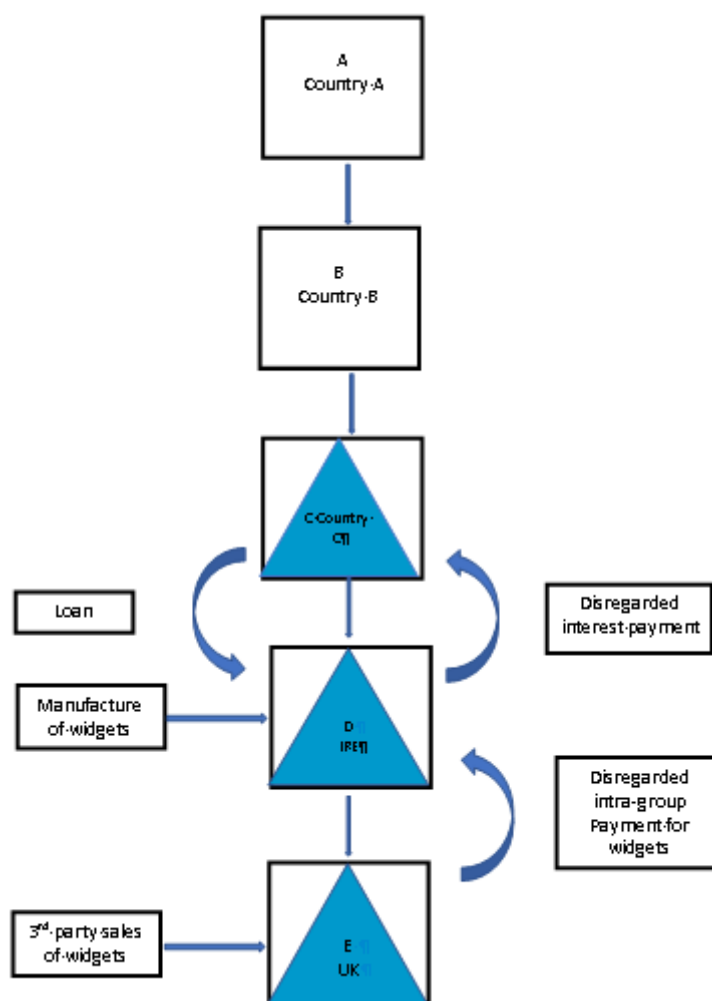 A
Country·A
B
Country·B
C·Country·
C¶
Loan
Disregarded
interest·payment
Manufacture
of·widgets
D¶
IRE¶
Disregarded
intra-group
Payment·for
widgets
3rd·party·sales
of·widgets
E¶
UK¶